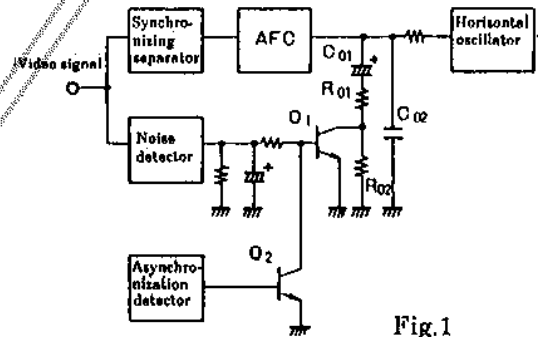 Synchro-
nizing
separator
AFC
Horisontal
oscillator
Video signal
C01
R01
C02
Noise
detector
Q1
R02
Q2
Asynchro-
nization
detector
Fig.1